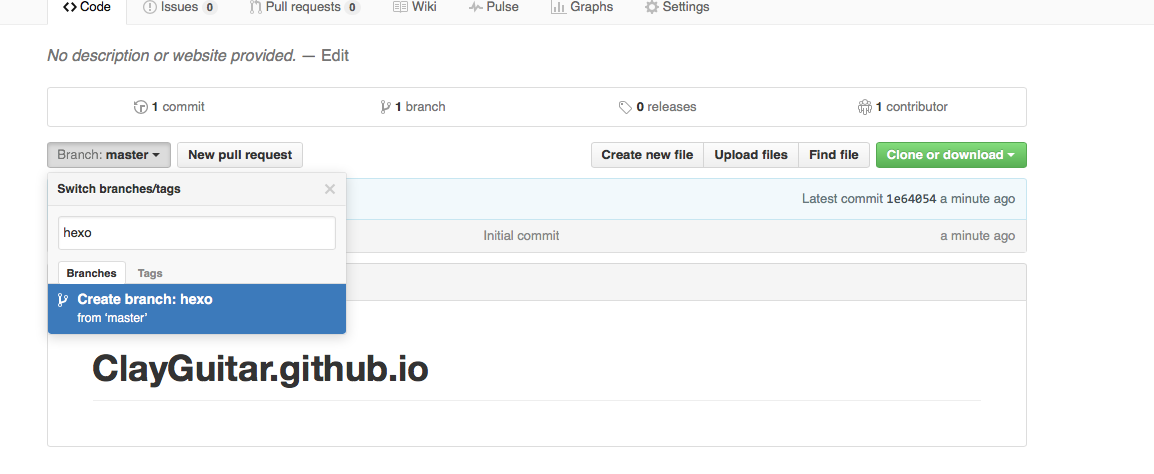 Code Issues 0 Pull requests 0 Wiki Pulse Graphs Settings
No description or website provided. — Edit
1 commit 1 branch 0 releases 1 contributor
Branch: master New pull request Create new file Upload files Find file Clone or download
Switch branches/tags
Latest commit 1e64054 a minute ago
hexo
Initial commit a minute ago
Branches Tags
Create branch: hexo
from ‘master’
ClayGuitar.github.io